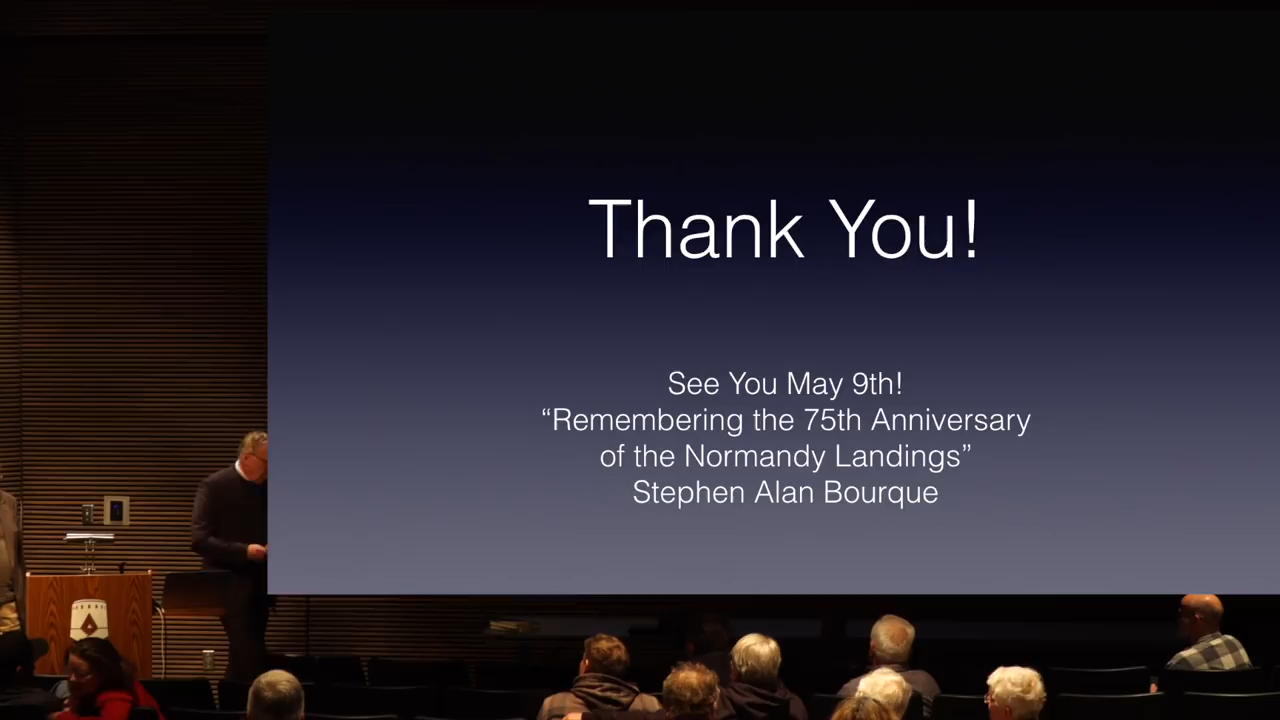 Thank You!
See You May 9th!
“Remembering the 75th Anniversary
of the Normandy Landings”
Stephen Alan Bourque